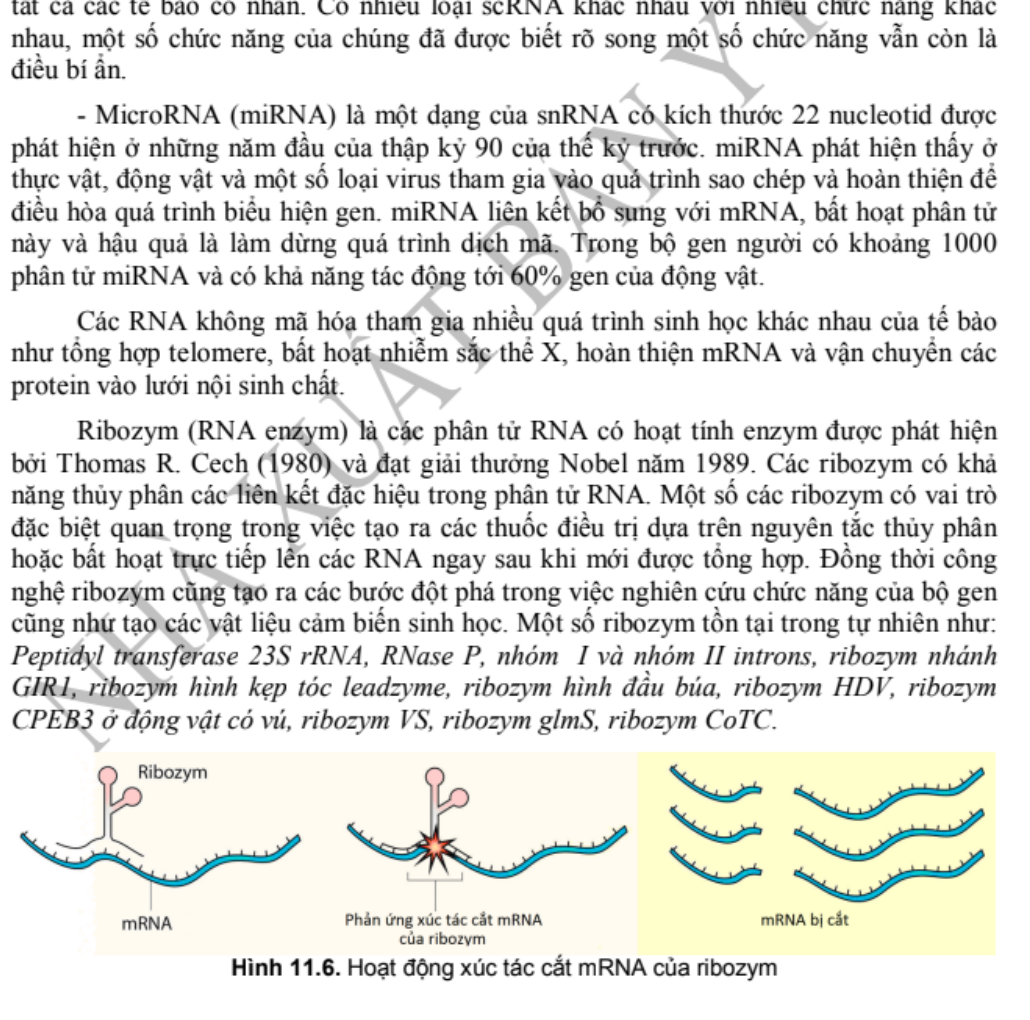 tất cả các tế bào có nhân. Có nhiều loại scRNA khác nhau với nhiều chức năng khác
nhau, một số chức năng của chúng đã được biết rõ song một số chức năng vẫn còn là
điều bí ẩn.
- MicroRNA (miRNA) là một dạng của snRNA có kích thước 22 nucleotid được
phát hiện ở những năm đầu của thập kỷ 90 của thế kỷ trước. miRNA phát hiện thấy ở
thực vật, động vật và một số loại virus tham gia vào quá trình sao chép và hoàn thiện để
điều hòa quá trình biểu hiện gen. miRNA liên kết bổ sung với mRNA, bất hoạt phân tử
này và hậu quả là làm dừng quá trình dịch mã. Trong bộ gen người có khoảng 1000
phân tử miRNA và có khả năng tác động tới 60% gen của động vật.
Các RNA không mã hóa tham gia nhiều quá trình sinh học khác nhau của tế bào
như tổng hợp telomere, bất hoạt nhiễm sắc thể X, hoàn thiện mRNA và vận chuyển các
protein vào lưới nội sinh chất.
Ribozym (RNA enzym) là các phân tử RNA có hoạt tính enzym được phát hiện
bởi Thomas R. Cech (1980) và đạt giải thưởng Nobel năm 1989. Các ribozym có khả
năng thủy phân các liên kết đặc hiệu trong phân tử RNA. Một số các ribozym có vai trò
đặc biệt quan trọng trong việc tạo ra các thuốc điều trị dựa trên nguyên tắc thủy phân
hoặc bất hoạt trực tiếp lên các RNA ngay sau khi mới được tổng hợp. Đồng thời công
nghệ ribozym cũng tạo ra các bước đột phá trong việc nghiên cứu chức năng của bộ gen
cũng như tạo các vật liệu cảm biến sinh học. Một số ribozym tồn tại trong tự nhiên như:
Peptidyl transferase 23S rRNA, RNase P, nhóm I và nhóm II introns, ribozym nhánh
GIR1, ribozym hình kẹp tóc leadzyme, ribozym hình đầu búa, ribozym HDV, ribozym
CPEB3 ở động vật có vú, ribozym VS, ribozym glmS, ribozym CoTC.
NHÀ XUẤT BẢN Y
Ribozym
mRNA
Phản ứng xúc tác cắt mRNA
của ribozym
mRNA bị cắt
Hình 11.6. Hoạt động xúc tác cắt mRNA của ribozym